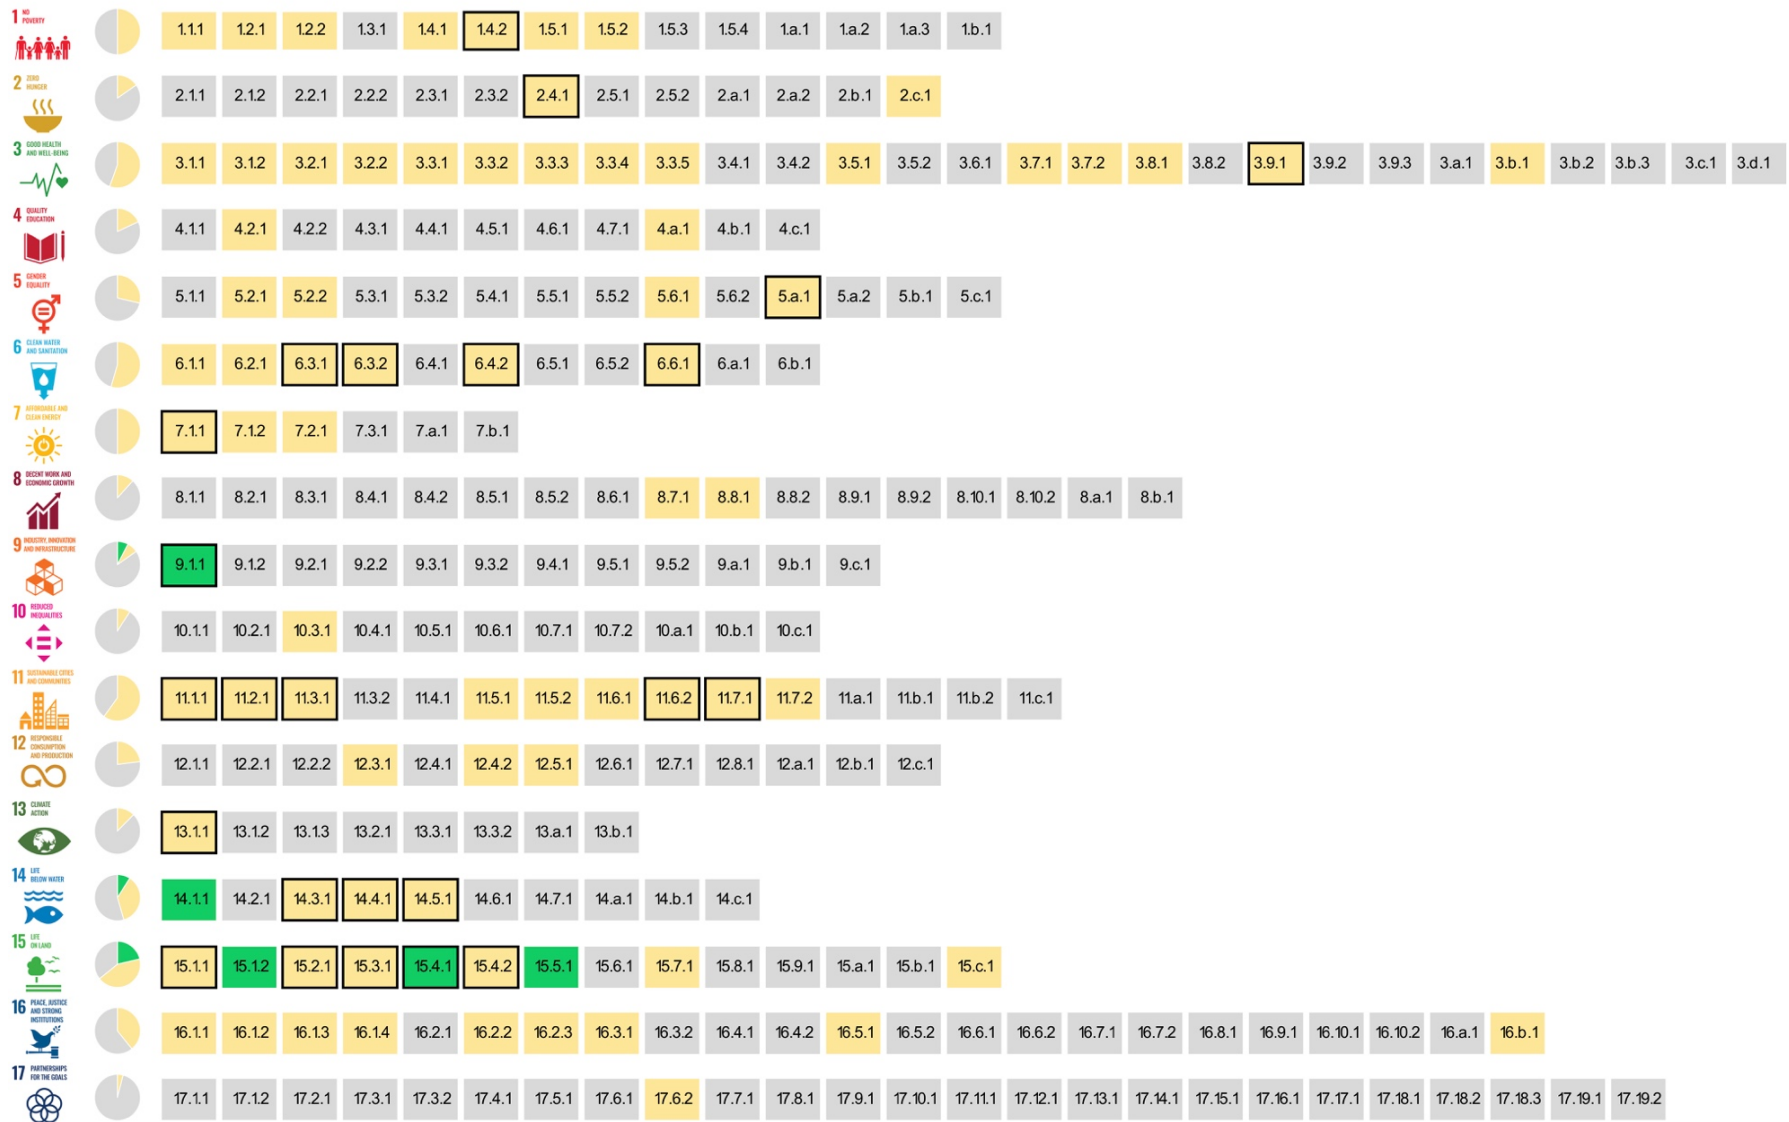 1 NO
POVERTY
1.1.1 1.2.1 1.2.2 1.3.1 1.4.1 1.4.2 1.5.1 1.5.2 1.5.3 1.5.4 1.a.1 1.a.2 1.a.3 1.b.1
2 ZERO
HUNGER
2.1.1 2.1.2 2.2.1 2.2.2 2.3.1 2.3.2 2.4.1 2.5.1 2.5.2 2.a.1 2.a.2 2.b.1 2.c.1
3 GOOD HEALTH
AND WELL-BEING
3.1.1 3.1.2 3.2.1 3.2.2 3.3.1 3.3.2 3.3.3 3.3.4 3.3.5 3.4.1 3.4.2 3.5.1 3.5.2 3.6.1 3.7.1 3.7.2 3.8.1 3.8.2 3.9.1 3.9.2 3.9.3 3.a.1 3.b.1 3.b.2 3.b.3 3.c.1 3.d.1
4 QUALITY
EDUCATION
4.1.1 4.2.1 4.2.2 4.3.1 4.4.1 4.5.1 4.6.1 4.7.1 4.a.1 4.b.1 4.c.1
5 GENDER
EQUALITY
5.1.1 5.2.1 5.2.2 5.3.1 5.3.2 5.4.1 5.5.1 5.5.2 5.6.1 5.6.2 5.a.1 5.a.2 5.b.1 5.c.1
6 CLEAN WATER
AND SANITATION
6.1.1 6.2.1 6.3.1 6.3.2 6.4.1 6.4.2 6.5.1 6.5.2 6.6.1 6.a.1 6.b.1
7 AFFORDABLE AND
CLEAN ENERGY
7.1.1 7.1.2 7.2.1 7.3.1 7.a.1 7.b.1
8 DECENT WORK AND
ECONOMIC GROWTH
8.1.1 8.2.1 8.3.1 8.4.1 8.4.2 8.5.1 8.5.2 8.6.1 8.7.1 8.8.1 8.8.2 8.9.1 8.9.2 8.10.1 8.10.2 8.a.1 8.b.1
9 INDUSTRY, INNOVATION
AND INFRASTRUCTURE
9.1.1 9.1.2 9.2.1 9.2.2 9.3.1 9.3.2 9.4.1 9.5.1 9.5.2 9.a.1 9.b.1 9.c.1
10 REDUCED
INEQUALITIES
10.1.1 10.2.1 10.3.1 10.4.1 10.5.1 10.6.1 10.7.1 10.7.2 10.a.1 10.b.1 10.c.1
11 SUSTAINABLE CITIES
AND COMMUNITIES
11.1.1 11.2.1 11.3.1 11.3.2 11.4.1 11.5.1 11.5.2 11.6.1 11.6.2 11.7.1 11.7.2 11.a.1 11.b.1 11.b.2 11.c.1
12 RESPONSIBLE
CONSUMPTION
AND PRODUCTION
12.1.1 12.2.1 12.2.2 12.3.1 12.4.1 12.4.2 12.5.1 12.6.1 12.7.1 12.8.1 12.a.1 12.b.1 12.c.1
13 CLIMATE
ACTION
13.1.1 13.1.2 13.1.3 13.2.1 13.3.1 13.3.2 13.a.1 13.b.1
14 LIFE
BELOW WATER
14.1.1 14.2.1 14.3.1 14.4.1 14.5.1 14.6.1 14.7.1 14.a.1 14.b.1 14.c.1
15 LIFE
ON LAND
15.1.1 15.1.2 15.2.1 15.3.1 15.4.1 15.4.2 15.5.1 15.6.1 15.7.1 15.8.1 15.9.1 15.a.1 15.b.1 15.c.1
16 PEACE, JUSTICE
AND STRONG
INSTITUTIONS
16.1.1 16.1.2 16.1.3 16.1.4 16.2.1 16.2.2 16.2.3 16.3.1 16.3.2 16.4.1 16.4.2 16.5.1 16.5.2 16.6.1 16.6.2 16.7.1 16.7.2 16.8.1 16.9.1 16.10.1 16.10.2 16.a.1 16.b.1
17 PARTNERSHIPS
FOR THE GOALS
17.1.1 17.1.2 17.2.1 17.3.1 17.3.2 17.4.1 17.5.1 17.6.1 17.6.2 17.7.1 17.8.1 17.9.1 17.10.1 17.11.1 17.12.1 17.13.1 17.14.1 17.15.1 17.16.1 17.17.1 17.18.1 17.18.2 17.18.3 17.19.1 17.19.2